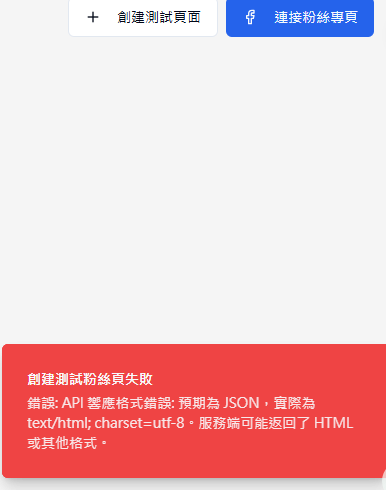 創建測試頁面
連接粉絲專頁
創建測試粉絲頁失敗
錯誤: API 響應格式錯誤: 預期為 JSON，實際為
text/html; charset=utf-8。服務端可能返回了 HTML
或其他格式。